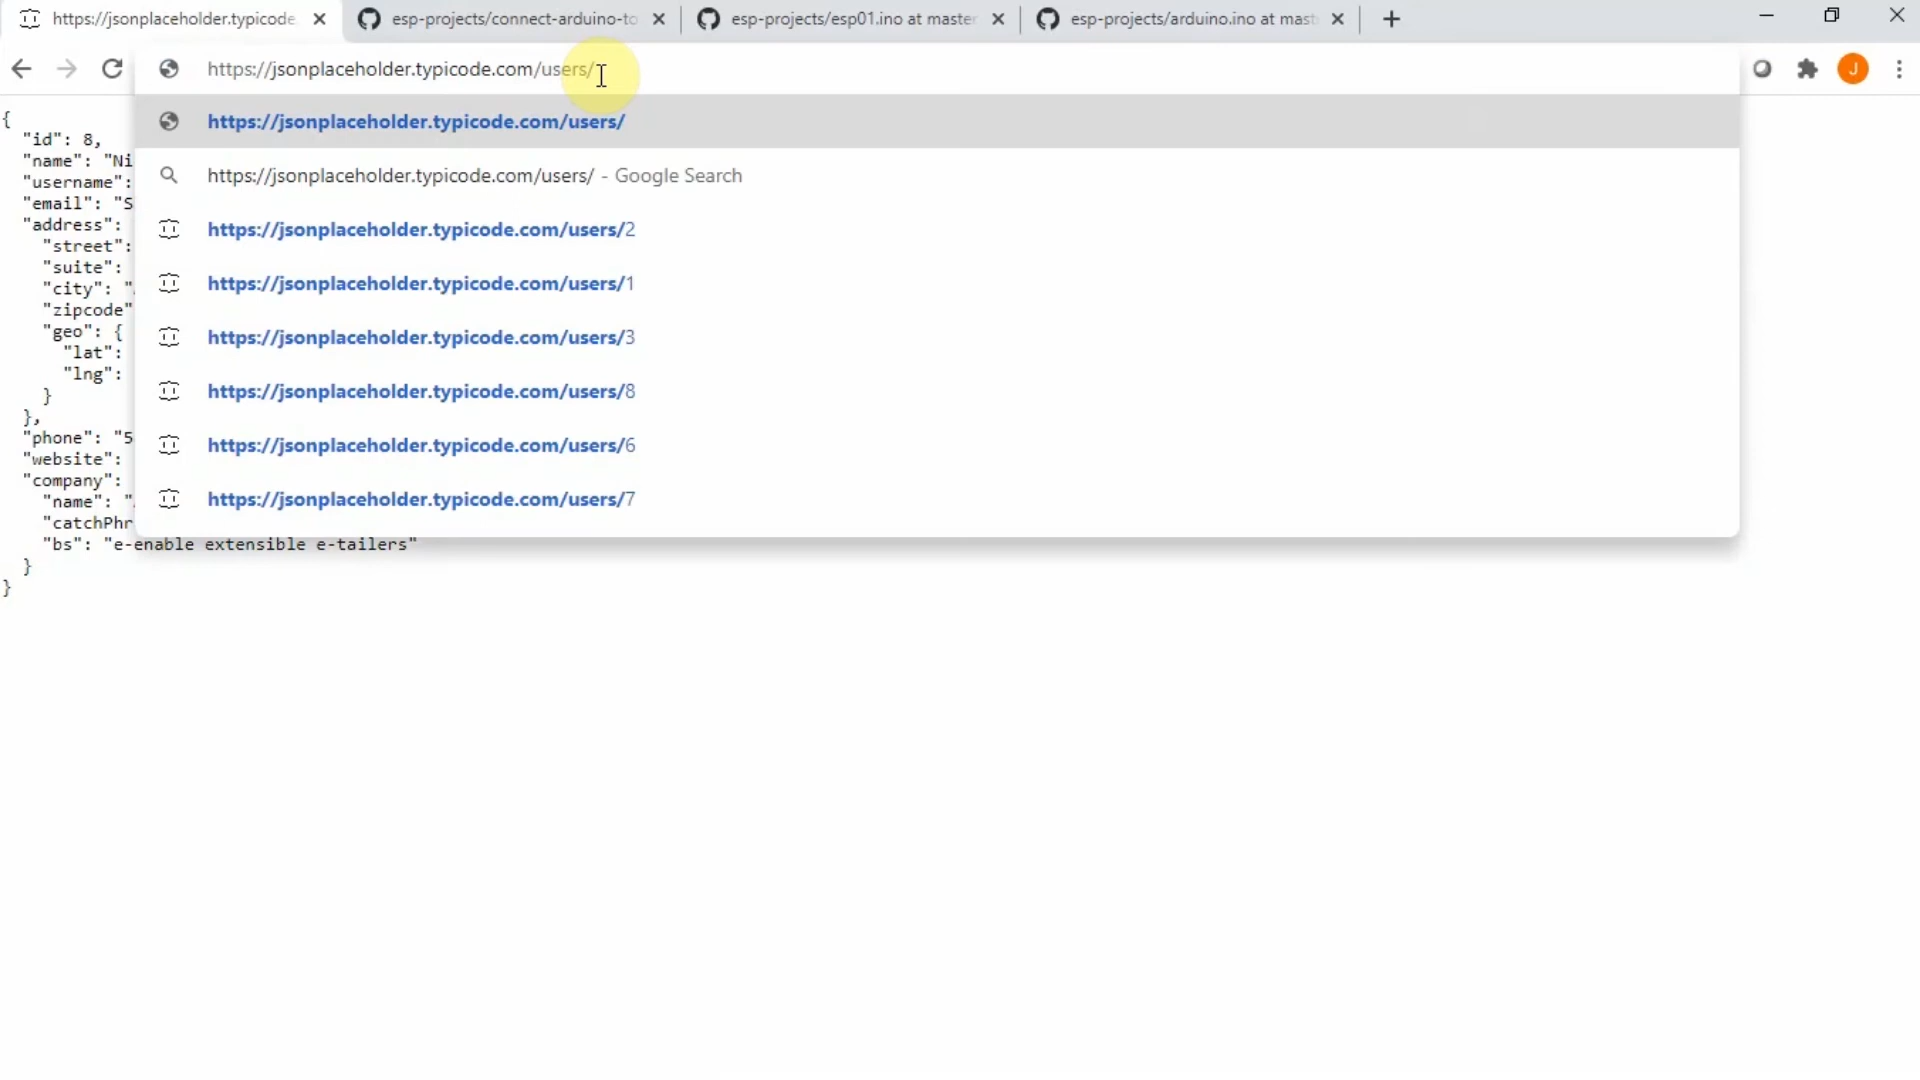 https://jsonplaceholder.typicode.
esp-projects/connect-arduino-to
esp-projects/esp01.ino at master
esp-projects/arduino.ino at mast
https://jsonplaceholder.typicode.com/users/
J
https://jsonplaceholder.typicode.com/users/
https://jsonplaceholder.typicode.com/users/ - Google Search
https://jsonplaceholder.typicode.com/users/2
https://jsonplaceholder.typicode.com/users/1
https://jsonplaceholder.typicode.com/users/3
https://jsonplaceholder.typicode.com/users/8
https://jsonplaceholder.typicode.com/users/6
https://jsonplaceholder.typicode.com/users/7
{
"id": 8,
"name": "Ni
"username":
"email": "S
"address":
"street":
"suite":
"city": "
"zipcode"
"geo": {
"lat":
"lng":
}
},
"phone": "5
"website":
"company":
"name": "
"catchPhr
"bs": "e-enable extensible e-tailers"
}
}